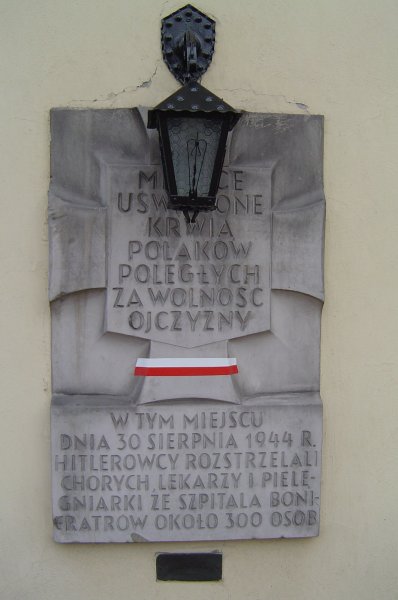 KRWIĄ
POLAKÓW
POLEGŁYCH
ZA WOLNOŚĆ
OJCZYZNY
W TYM MIEJSCU
DNIA 30 SIERPNIA 1944 R.
HITLEROWCY ROZSTRZELALI
CHORYCH, LEKARZY I PIELĘ-
GNIARKI ZE SZPITALA BONI-
FRATRÓW OKOŁO 300 OSÓB